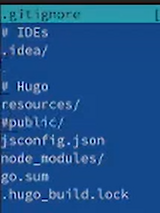 .gitignore
# IDEs
.idea/
# Hugo
resources/
#public/
jsconfig.json
node_modules/
go.sum
.hugo_build.lock